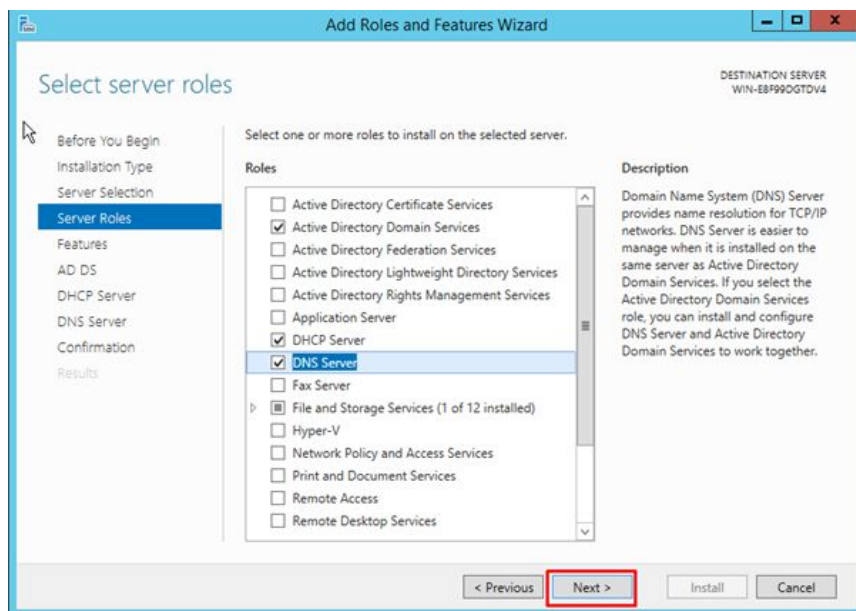 Add Roles and Features Wizard
Select server roles
DESTINATION SERVER
WIN-E8F99DGTDV4
Before You Begin
Installation Type
Server Selection
Server Roles
Features
AD DS
DHCP Server
DNS Server
Confirmation
Results
Select one or more roles to install on the selected server.
Roles
Active Directory Certificate Services
Active Directory Domain Services
Active Directory Federation Services
Active Directory Lightweight Directory Services
Active Directory Rights Management Services
Application Server
DHCP Server
DNS Server
Fax Server
File and Storage Services (1 of 12 installed)
Hyper-V
Network Policy and Access Services
Print and Document Services
Remote Access
Remote Desktop Services
Description
Domain Name System (DNS) Server
provides name resolution for TCP/IP
networks. DNS Server is easier to
manage when it is installed on the
same server as Active Directory
Domain Services. If you select the
Active Directory Domain Services
role, you can install and configure
DNS Server and Active Directory
Domain Services to work together.
< Previous
Next >
Install
Cancel